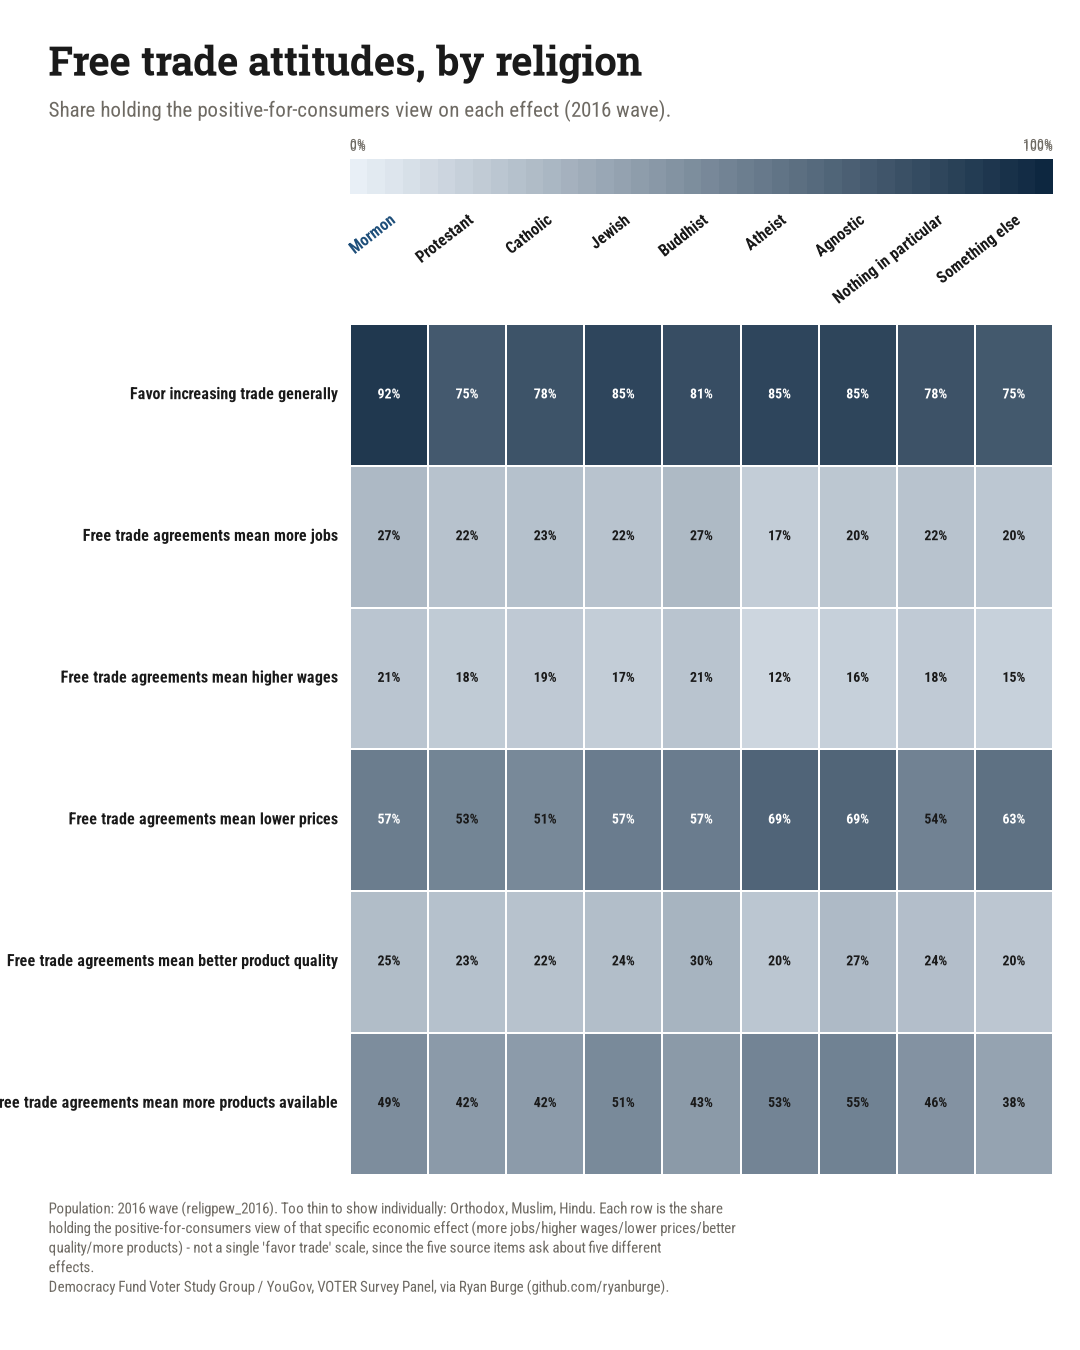 Free trade attitudes, by religion
Share holding the positive-for-consumers view on each effect (2016 wave).
0% 100%
Mormon Protestant Catholic Jewish Buddhist Atheist Agnostic Nothing in particular Something else
Favor increasing trade generally 92% 75% 78% 85% 81% 85% 85% 78% 75%
Free trade agreements mean more jobs 27% 22% 23% 22% 27% 17% 20% 22% 20%
Free trade agreements mean higher wages 21% 18% 19% 17% 21% 12% 16% 18% 15%
Free trade agreements mean lower prices 57% 53% 51% 57% 57% 69% 69% 54% 63%
Free trade agreements mean better product quality 25% 23% 22% 24% 30% 20% 27% 24% 20%
ree trade agreements mean more products available 49% 42% 42% 51% 43% 53% 55% 46% 38%
Population: 2016 wave (religpew_2016). Too thin to show individually: Orthodox, Muslim, Hindu. Each row is the share
holding the positive-for-consumers view of that specific economic effect (more jobs/higher wages/lower prices/better
quality/more products) - not a single 'favor trade' scale, since the five source items ask about five different
effects.
Democracy Fund Voter Study Group / YouGov, VOTER Survey Panel, via Ryan Burge (github.com/ryanburge).